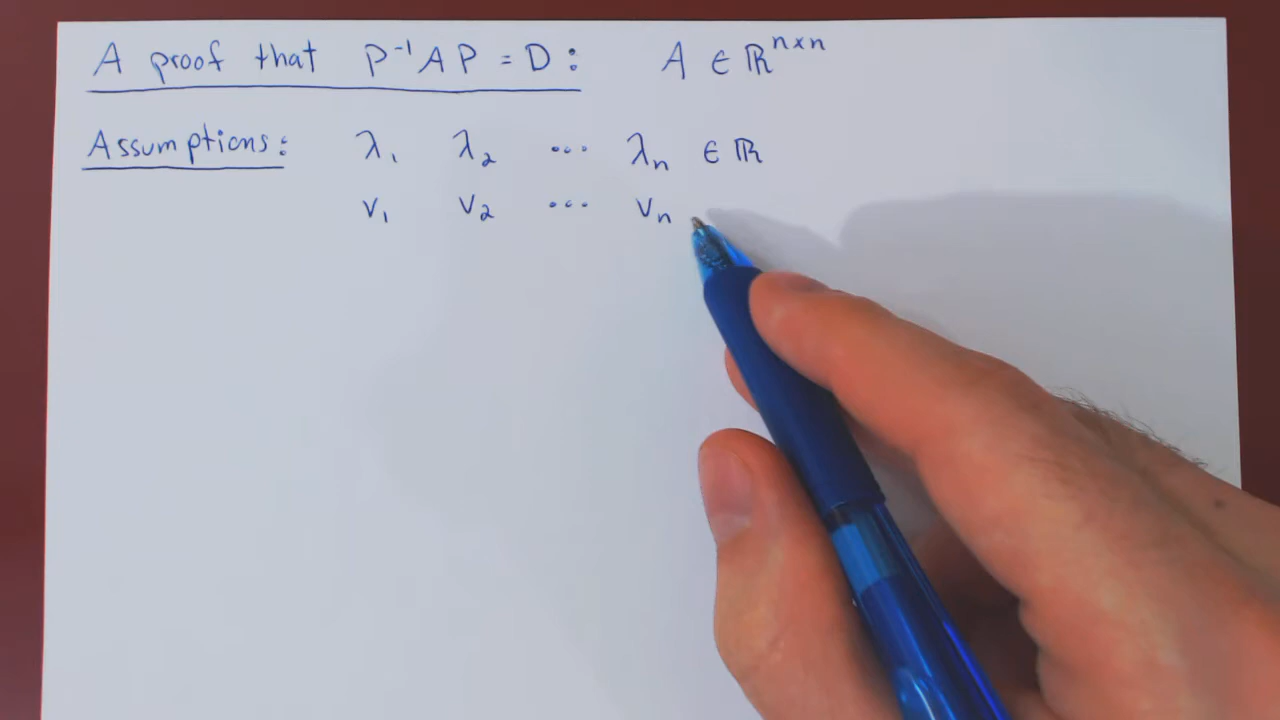 A proof that P⁻¹AP = D: A ∈ ℝⁿˣⁿ
Assumptions: λ₁ λ₂ ... λₙ ∈ ℝ
v₁ v₂ ... vₙ